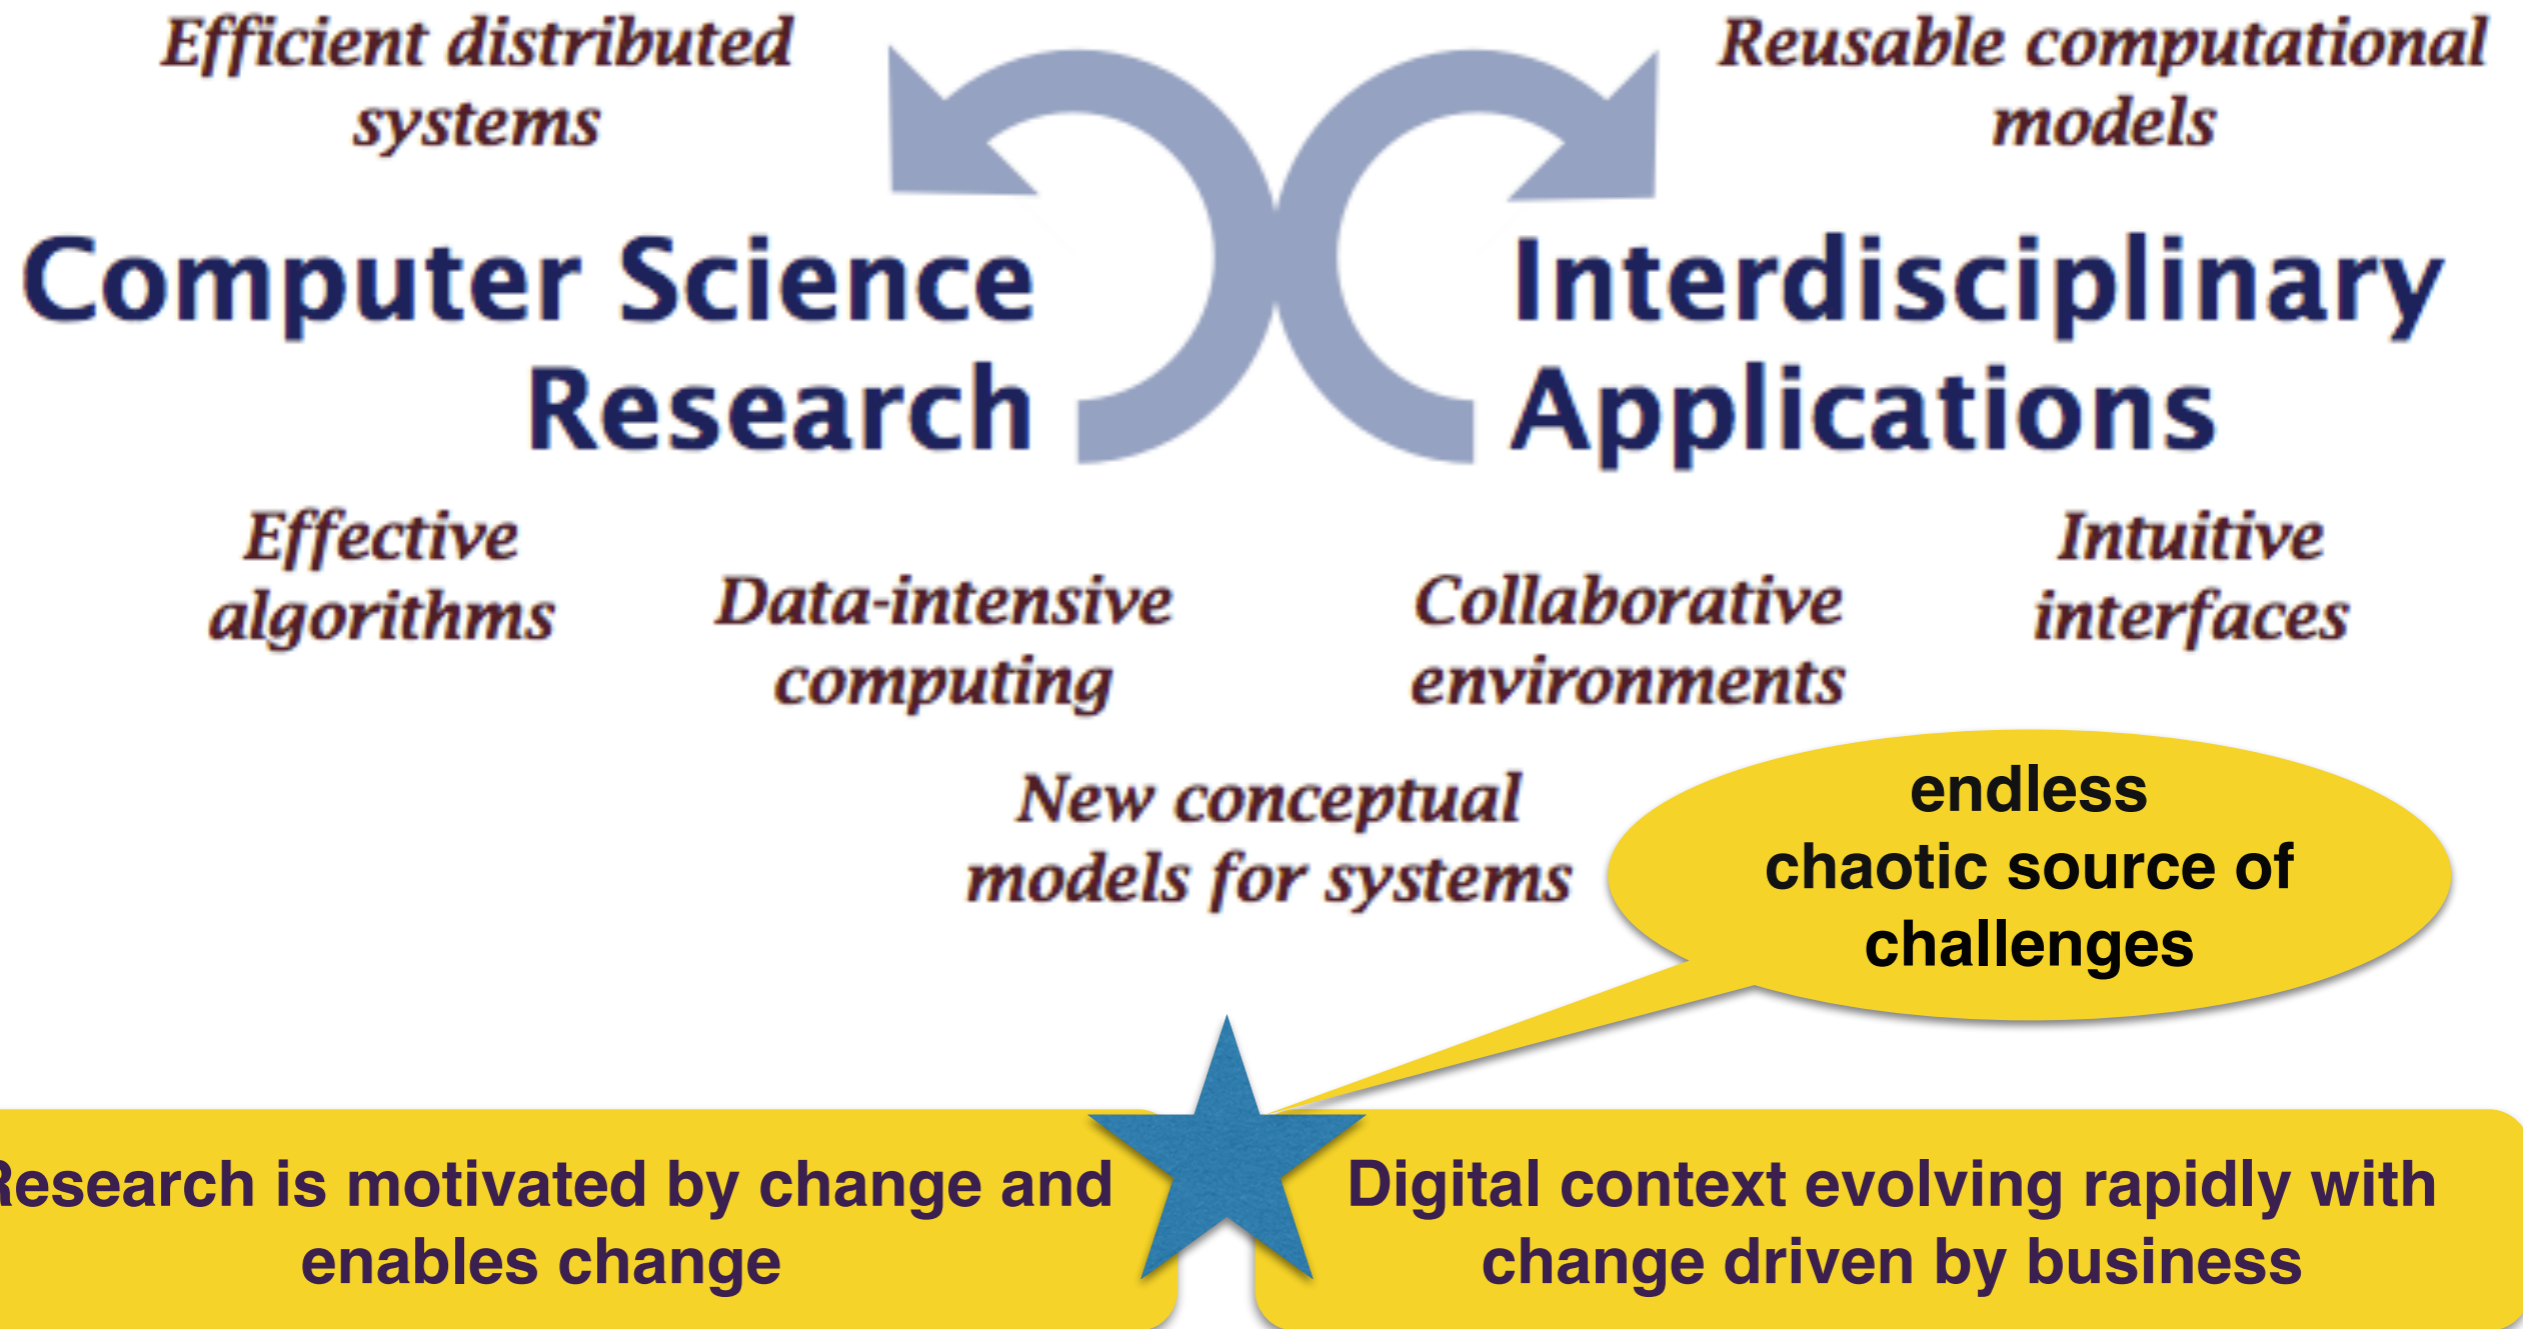 Efficient distributed
systems
Reusable computational
models
Computer Science
Research
Interdisciplinary
Applications
Effective
algorithms
Data-intensive
computing
Collaborative
environments
Intuitive
interfaces
New conceptual
models for systems
endless
chaotic source of
challenges
Research is motivated by change and
enables change
Digital context evolving rapidly with
change driven by business